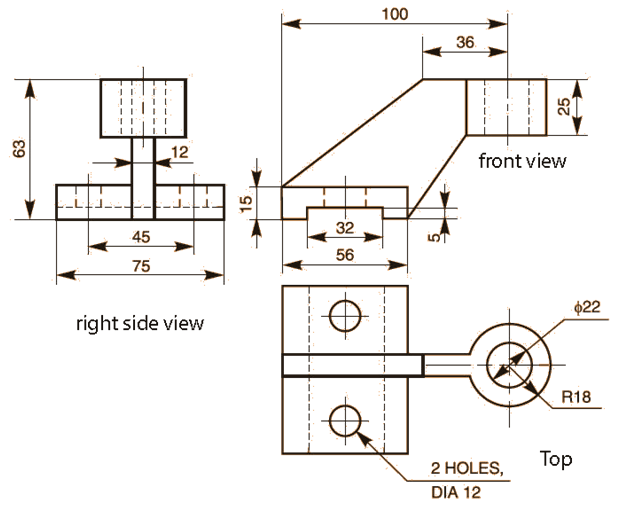 100
36
63
12
25
front view
15
45
32
5
75
56
right side view
ϕ22
R18
Top
2 HOLES,
DIA 12